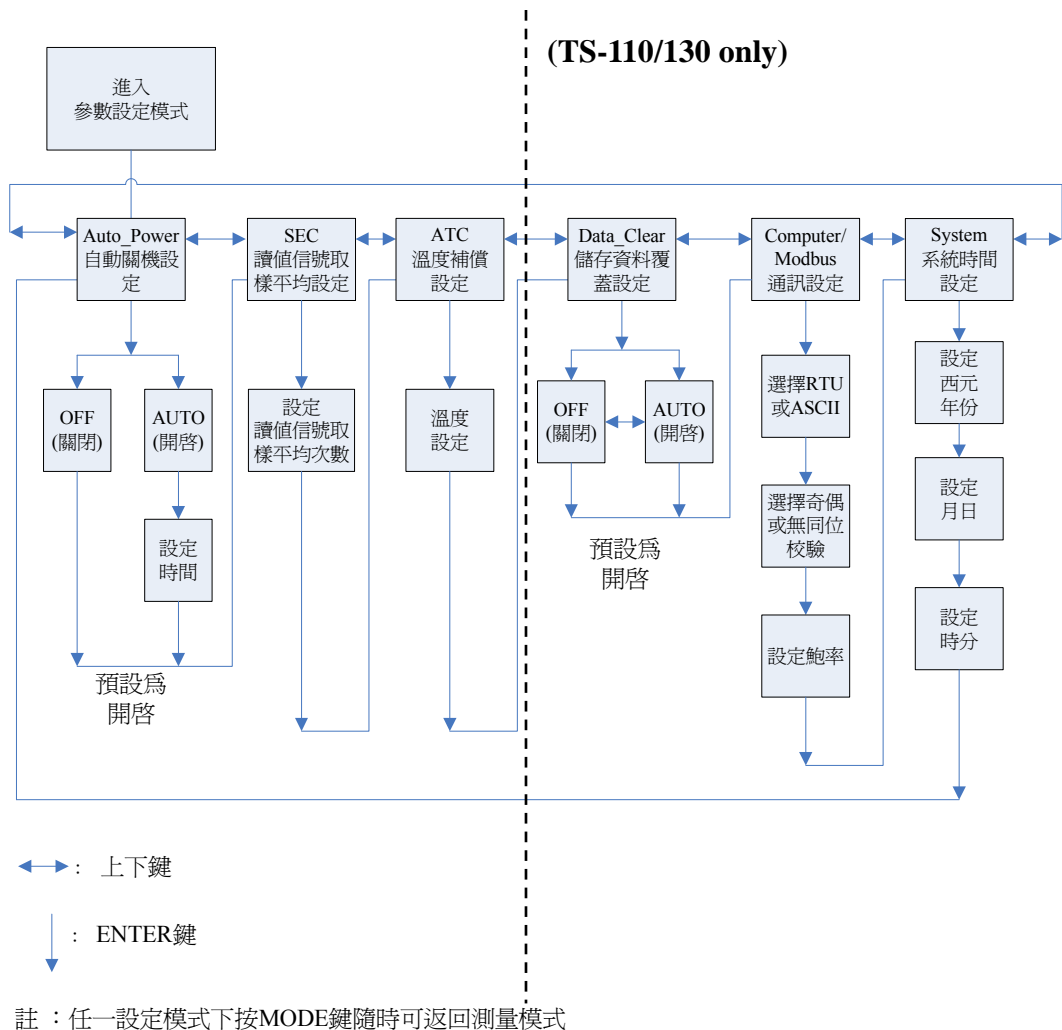 (TS-110/130 only)
進入
參數設定模式
Auto_Power
自動關機設
定
SEC
讀值信號取
樣平均設定
ATC
溫度補償
設定
Data_Clear
儲存資料覆
蓋設定
Computer/
Modbus
通訊設定
System
系統時間
設定
OFF
(關閉)
AUTO
(開啓)
設定
時間
預設爲
開啓
設定
讀值信號取
樣平均次數
溫度
設定
OFF
(關閉)
AUTO
(開啓)
預設爲
開啓
選擇RTU
或ASCII
選擇奇偶
或無同位
校驗
設定鮑率
設定
西元
年份
設定
月日
設定
時分
： 上下鍵
： ENTER鍵
註 ：任一設定模式下按MODE鍵隨時可返回測量模式